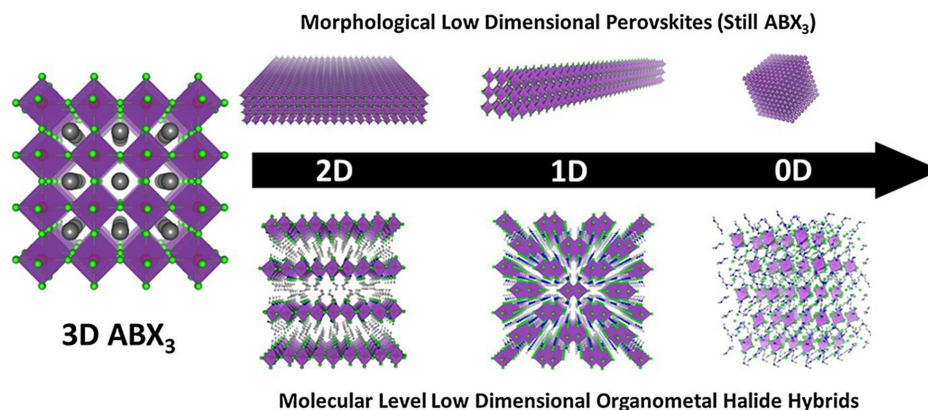 Morphological Low Dimensional Perovskites (Still ABX₃)
2D 1D 0D
3D ABX₃
Molecular Level Low Dimensional Organometal Halide Hybrids